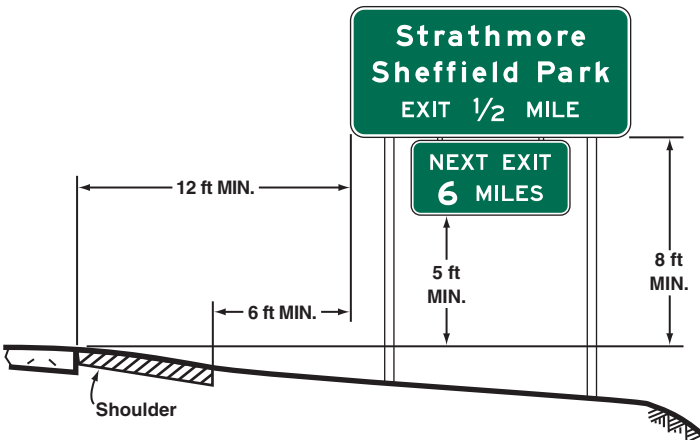 Strathmore
Sheffield Park
EXIT ½ MILE
NEXT EXIT
6 MILES
12 ft MIN.
5 ft
MIN.
8 ft
MIN.
6 ft MIN.
Shoulder